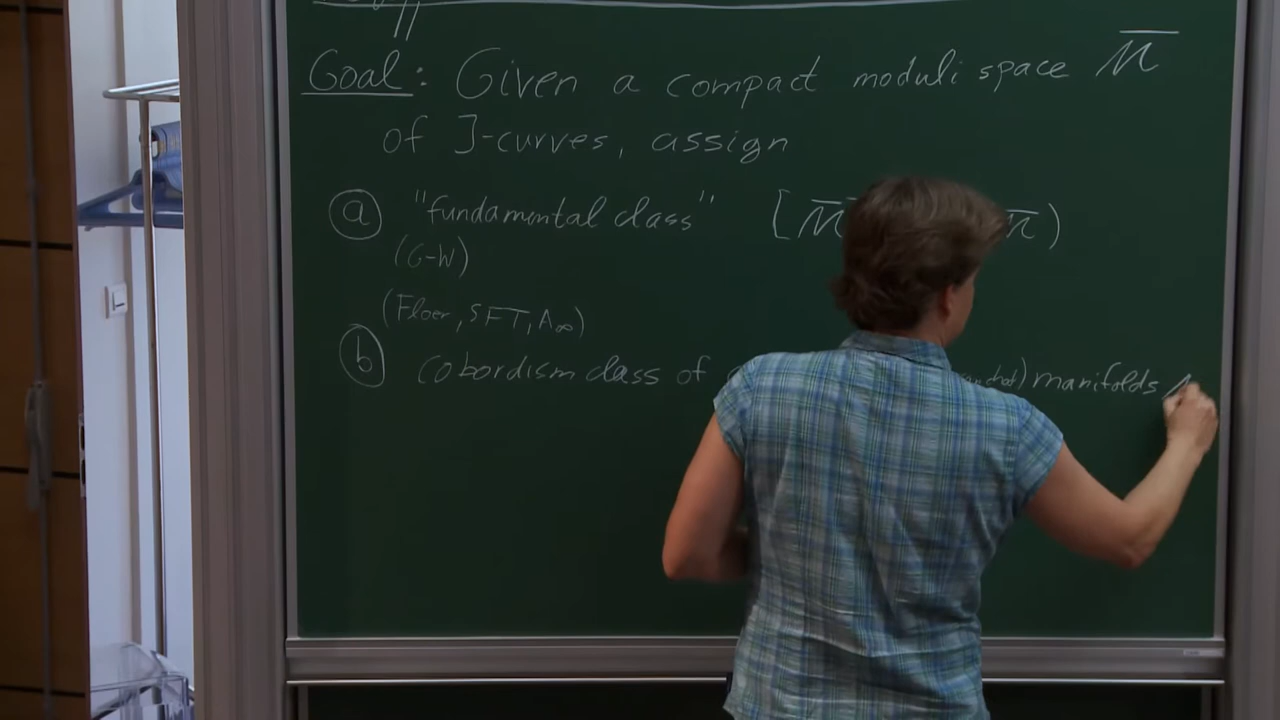 Goal: Given a compact moduli space M̅
of J-curves, assign
ⓐ "fundamental class" [M̅ M̅)
(G-W)
(Floer, SFT, A∞)
ⓑ cobordism class of manifolds